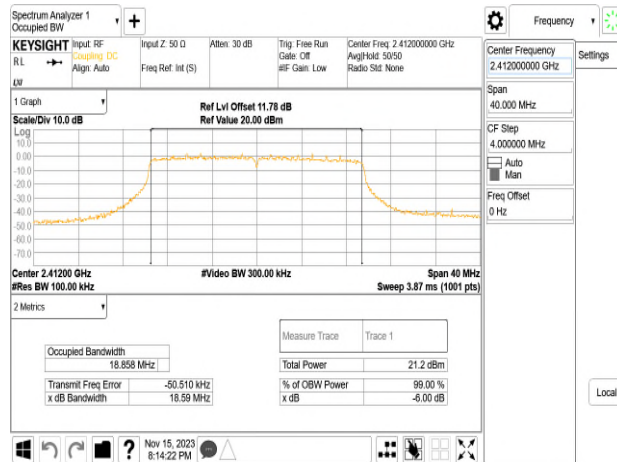 Spectrum Analyzer 1
Occupied BW
Frequency
KEYSIGHT Input: RF Input Z: 50 Ω Atten: 30 dB Trig: Free Run Center Freq: 2.412000000 GHz
RL Coupling: DC Gate: Off Avg|Hold: 50/50
Align: Auto Freq Ref: Int (S) #IF Gain: Low Radio Std: None
Center Frequency
2.412000000 GHz
Settings
Span
40.000 MHz
CF Step
4.000000 MHz
Auto
Man
Freq Offset
0 Hz
Local
1 Graph
Ref Lvl Offset 11.78 dB
Scale/Div 10.0 dB Ref Value 20.00 dBm
Log
10.0
0.00
-10.0
-20.0
-30.0
-40.0
-50.0
-60.0
-70.0
Center 2.41200 GHz #Video BW 300.00 kHz Span 40 MHz
#Res BW 100.00 kHz Sweep 3.87 ms (1001 pts)
2 Metrics
Measure Trace Trace 1
Occupied Bandwidth
18.858 MHz
Total Power 21.2 dBm
Transmit Freq Error -50.510 kHz % of OBW Power 99.00 %
x dB Bandwidth 18.59 MHz x dB -6.00 dB
Nov 15, 2023
8:14:22 PM